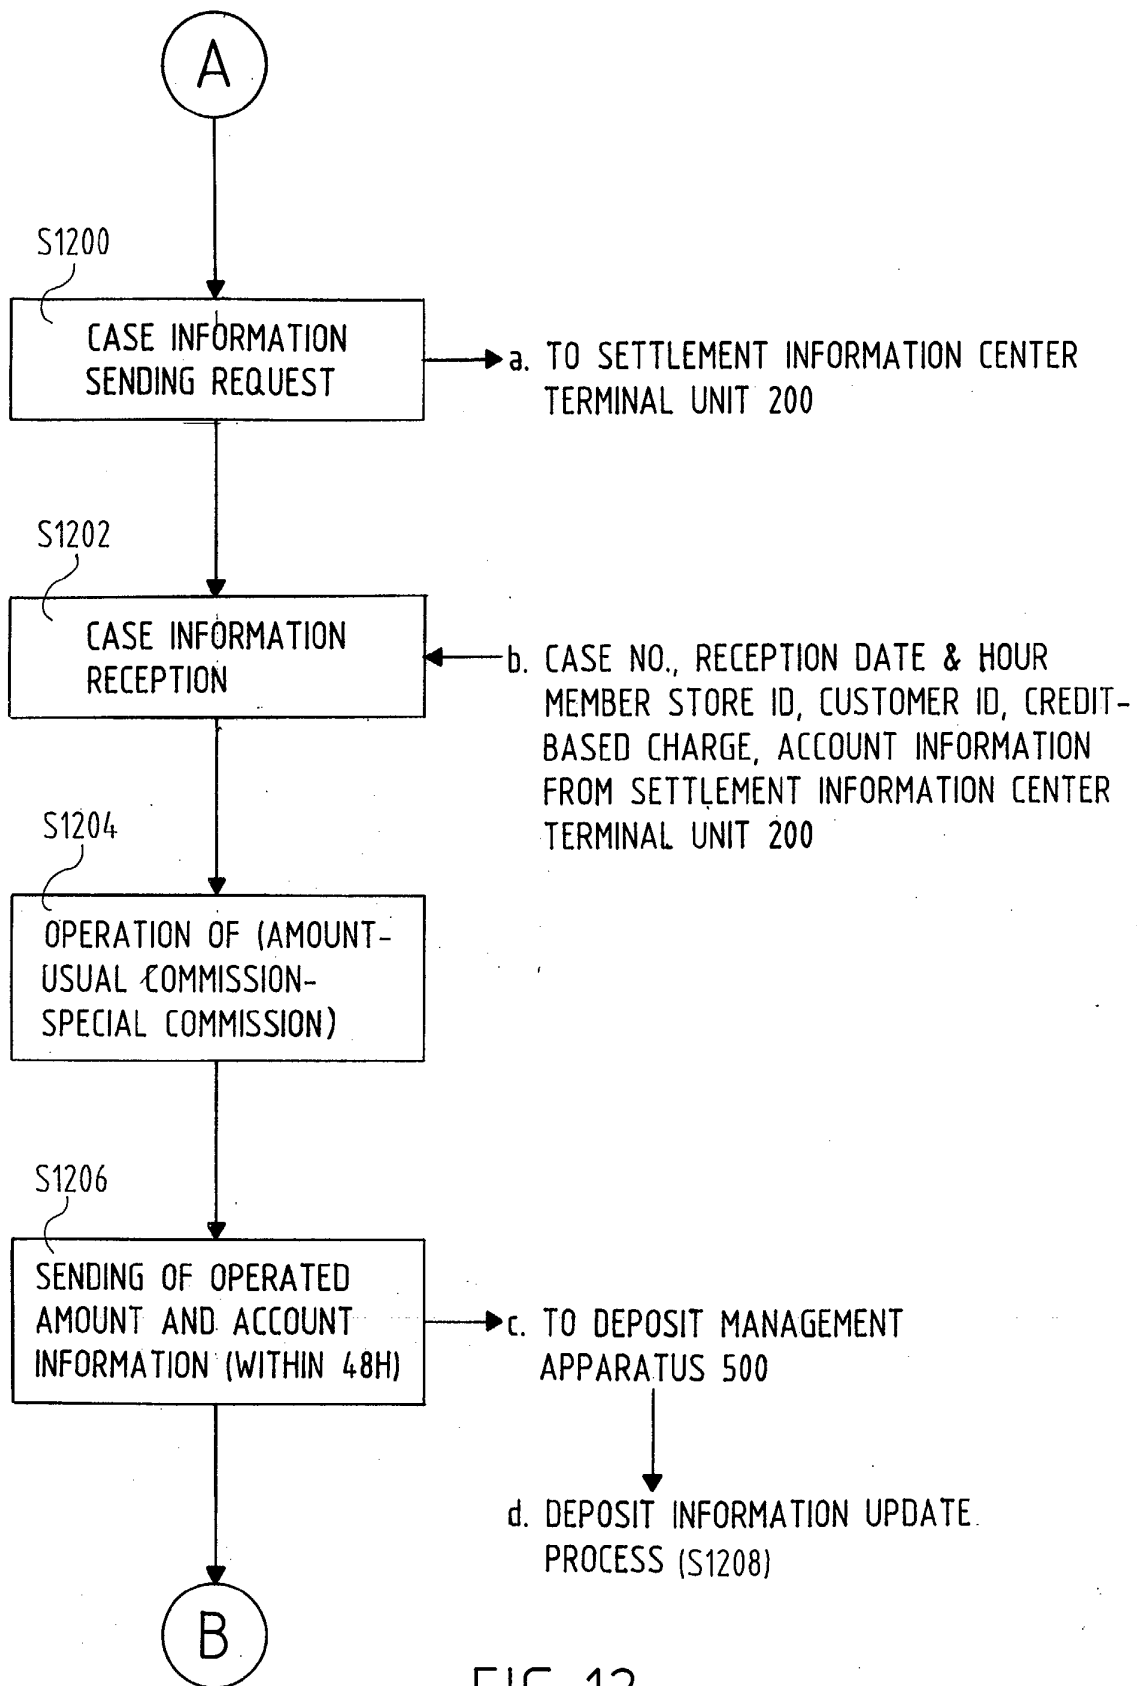 A
S1200
CASE INFORMATION
SENDING REQUEST
a. TO SETTLEMENT INFORMATION CENTER
TERMINAL UNIT 200
S1202
CASE INFORMATION
RECEPTION
b. CASE NO., RECEPTION DATE & HOUR
MEMBER STORE ID, CUSTOMER ID, CREDIT-
BASED CHARGE, ACCOUNT INFORMATION
FROM SETTLEMENT INFORMATION CENTER
TERMINAL UNIT 200
S1204
OPERATION OF (AMOUNT-
USUAL COMMISSION-
SPECIAL COMMISSION)
S1206
SENDING OF OPERATED
AMOUNT AND ACCOUNT
INFORMATION (WITHIN 48H)
c. TO DEPOSIT MANAGEMENT
APPARATUS 500
d. DEPOSIT INFORMATION UPDATE
PROCESS (S1208)
B
FIG. 12